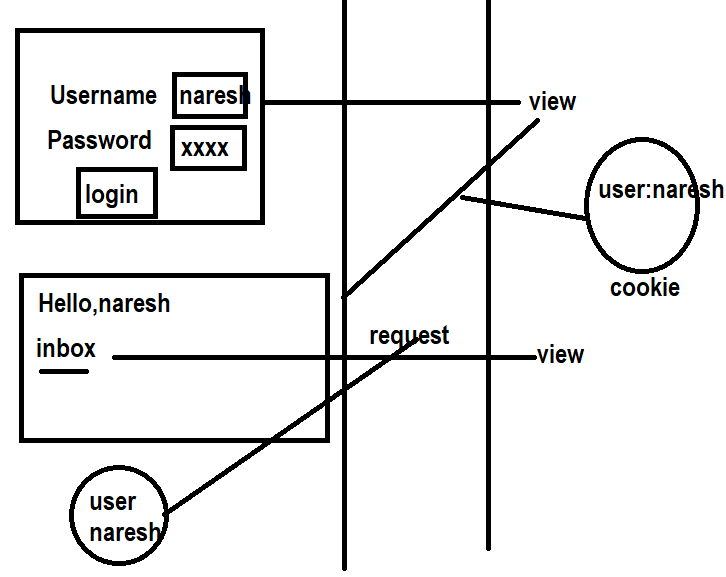 Username naresh
Password xxxx
login
view
user:naresh
cookie
Hello,naresh
inbox
request
view
user
naresh